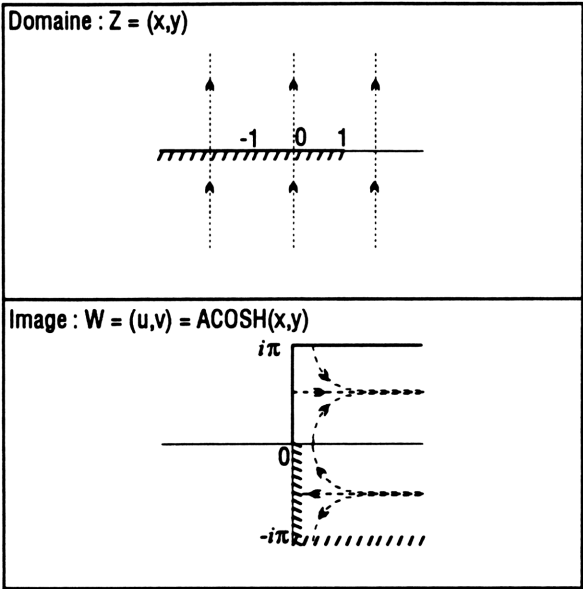 Domaine : Z = (x,y)
-1 0 1
Image : W = (u,v) = ACOSH(x,y)
iπ
0
-iπ